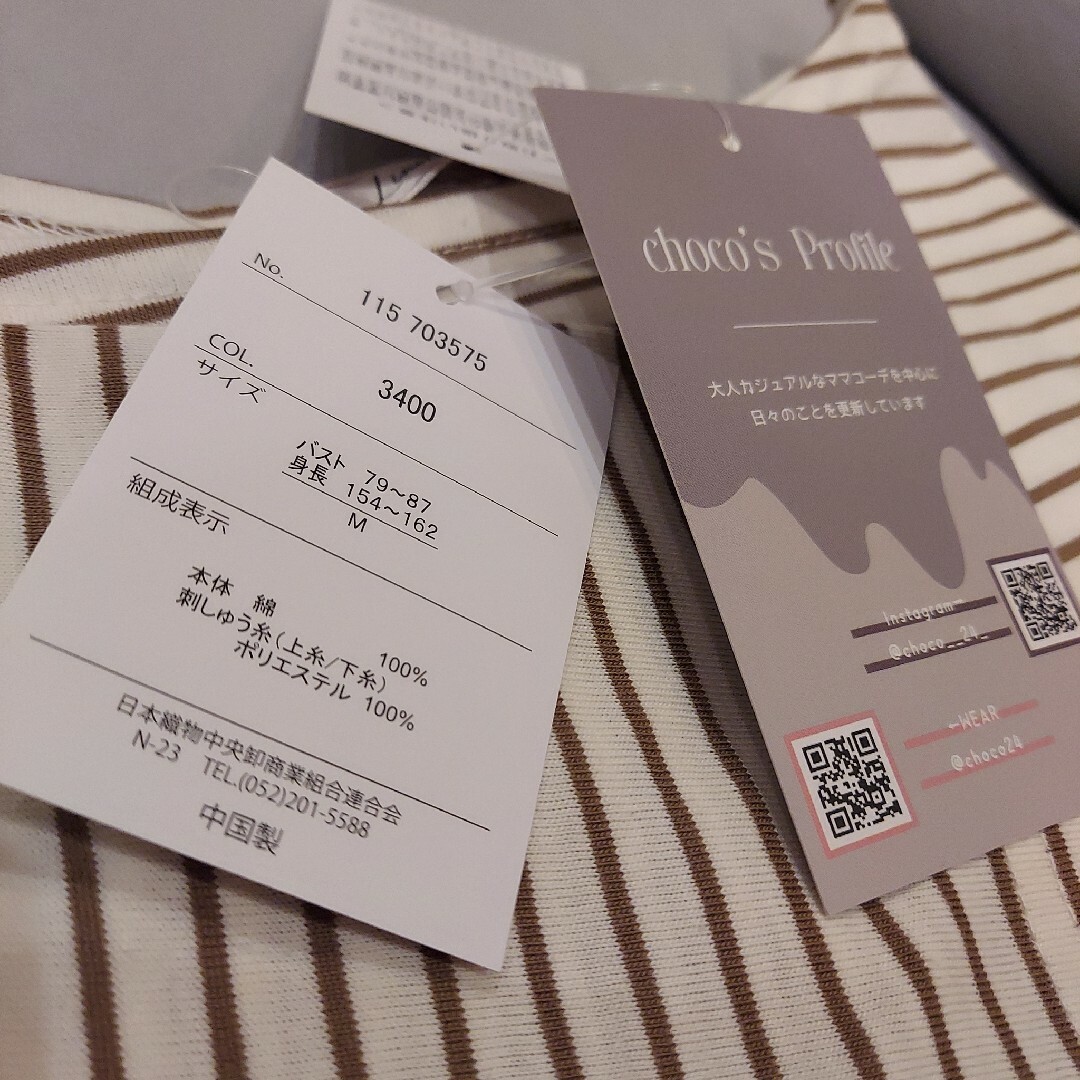 No.
115 703575
COL.
3400
サイズ
バスト 79~87
身長 154~162
M
組成表示
本体 綿 100%
刺しゅう糸(上糸/下糸)
ポリエステル 100%
日本織物中央卸商業組合連合会
N-23 TEL.(052)201-5588
中国製
choco's Profile
大人カジュアルなママコーデを中心に
日々のことを更新しています
Instagram→
@choco__24_
←WEAR
@choco24